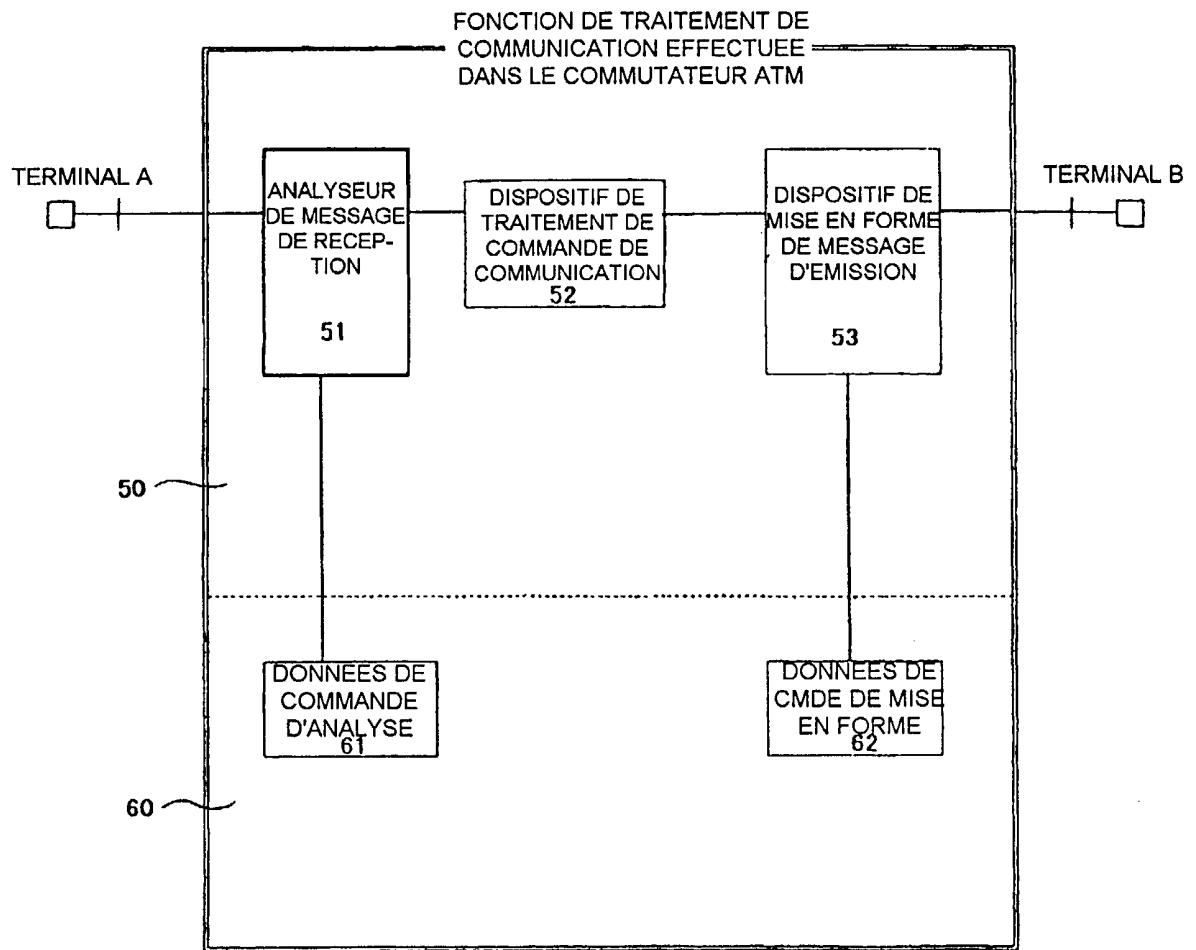 FONCTION DE TRAITEMENT DE
COMMUNICATION EFFECTUEE
DANS LE COMMUTATEUR ATM
TERMINAL A
ANALYSEUR
DE MESSAGE
DE RECEP-
TION
51
DISPOSITIF DE
TRAITEMENT DE
COMMANDE DE
COMMUNICATION
52
DISPOSITIF DE
MISE EN FORME
DE MESSAGE
D'EMISSION
53
TERMINAL B
50
DONNEES DE
COMMANDE
D'ANALYSE
61
DONNEES DE
CMDE DE MISE
EN FORME
62
60